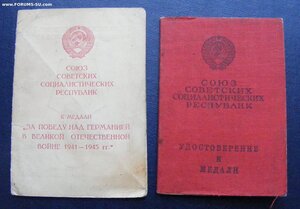 www.FORUMS-SU.com
СОЮЗ
СОВЕТСКИХ
СОЦИАЛИСТИЧЕСКИХ
РЕСПУБЛИК
К МЕДАЛИ
"ЗА ПОБЕДУ НАД ГЕРМАНИЕЙ
В ВЕЛИКОЙ ОТЕЧЕСТВЕННОЙ
ВОЙНЕ 1941—1945 гг."
СОЮЗ
СОВЕТСКИХ
СОЦИАЛИСТИЧЕСКИХ
РЕСПУБЛИК
УДОСТОВЕРЕНИЕ
К
МЕДАЛИ